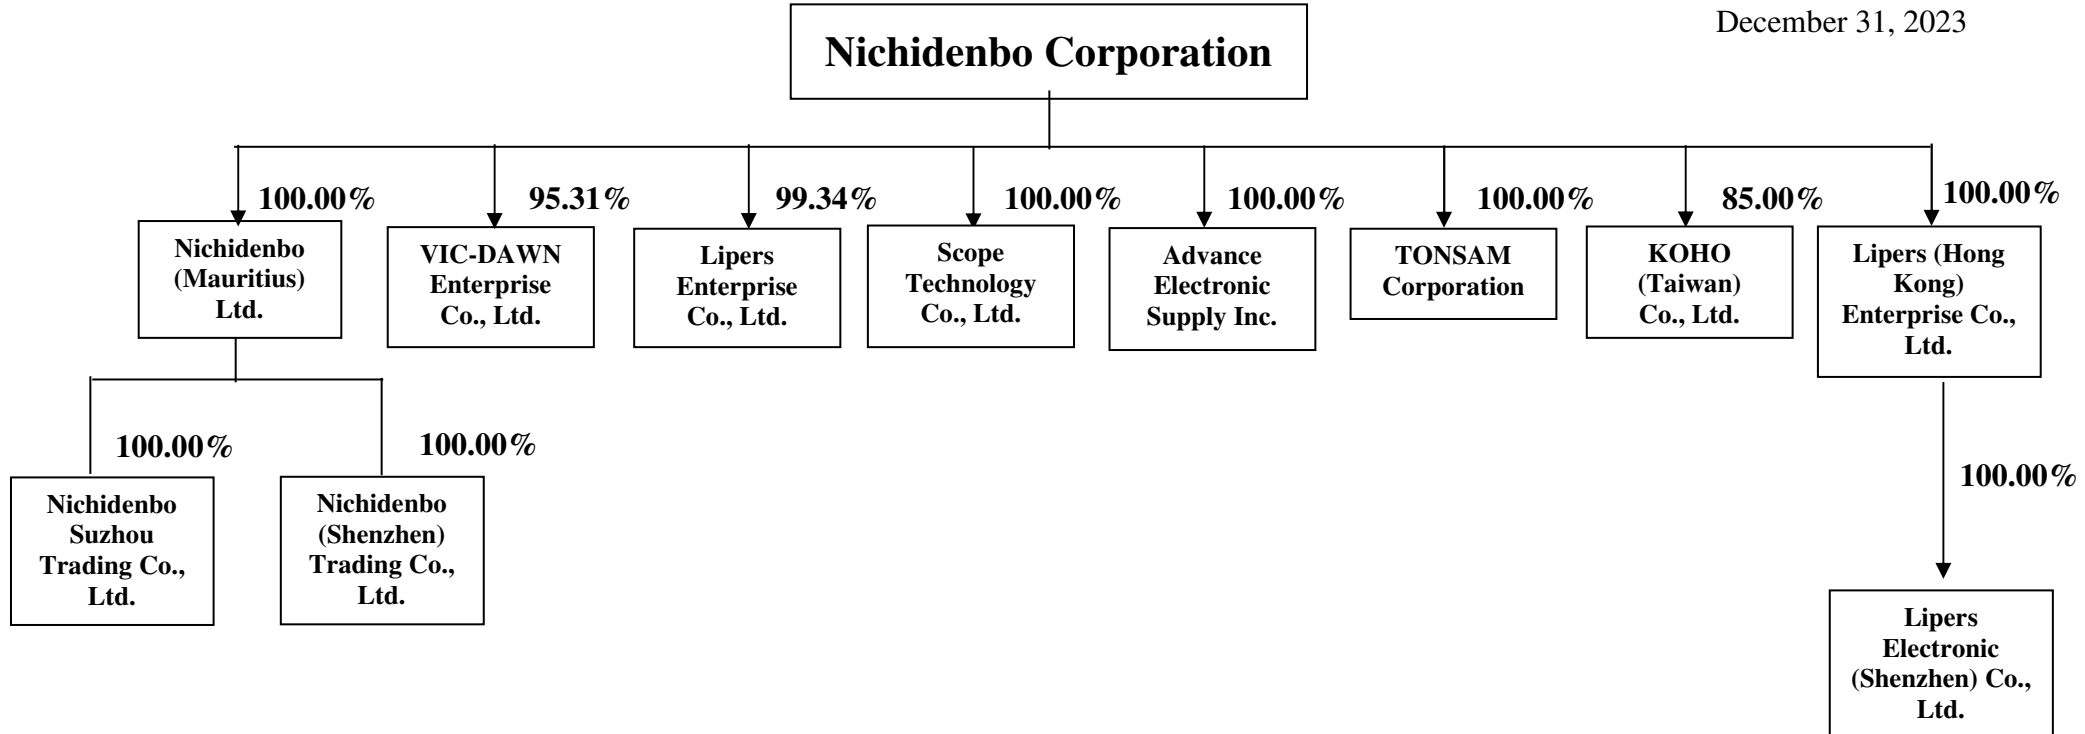 December 31, 2023
Nichidenbo Corporation
100.00%
95.31%
99.34%
100.00%
100.00%
100.00%
85.00%
100.00%
Nichidenbo
(Mauritius)
Ltd.
VIC-DAWN
Enterprise
Co., Ltd.
Lipers
Enterprise
Co., Ltd.
Scope
Technology
Co., Ltd.
Advance
Electronic
Supply Inc.
TONSAM
Corporation
KOHO
(Taiwan)
Co., Ltd.
Lipers (Hong
Kong)
Enterprise Co.,
Ltd.
100.00%
100.00%
100.00%
Nichidenbo
Suzhou
Trading Co.,
Ltd.
Nichidenbo
(Shenzhen)
Trading Co.,
Ltd.
Lipers
Electronic
(Shenzhen) Co.,
Ltd.